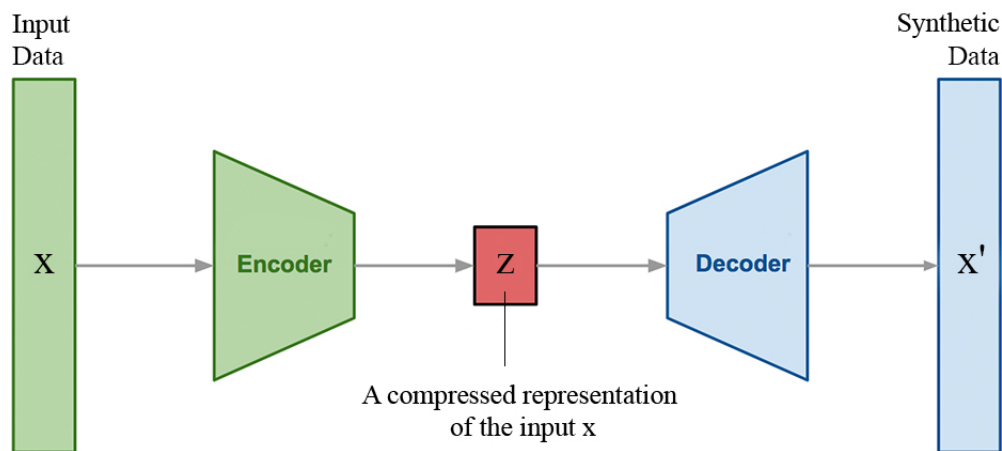 Input
Data
Synthetic
Data
x
Encoder
z
Decoder
x'
A compressed representation
of the input x